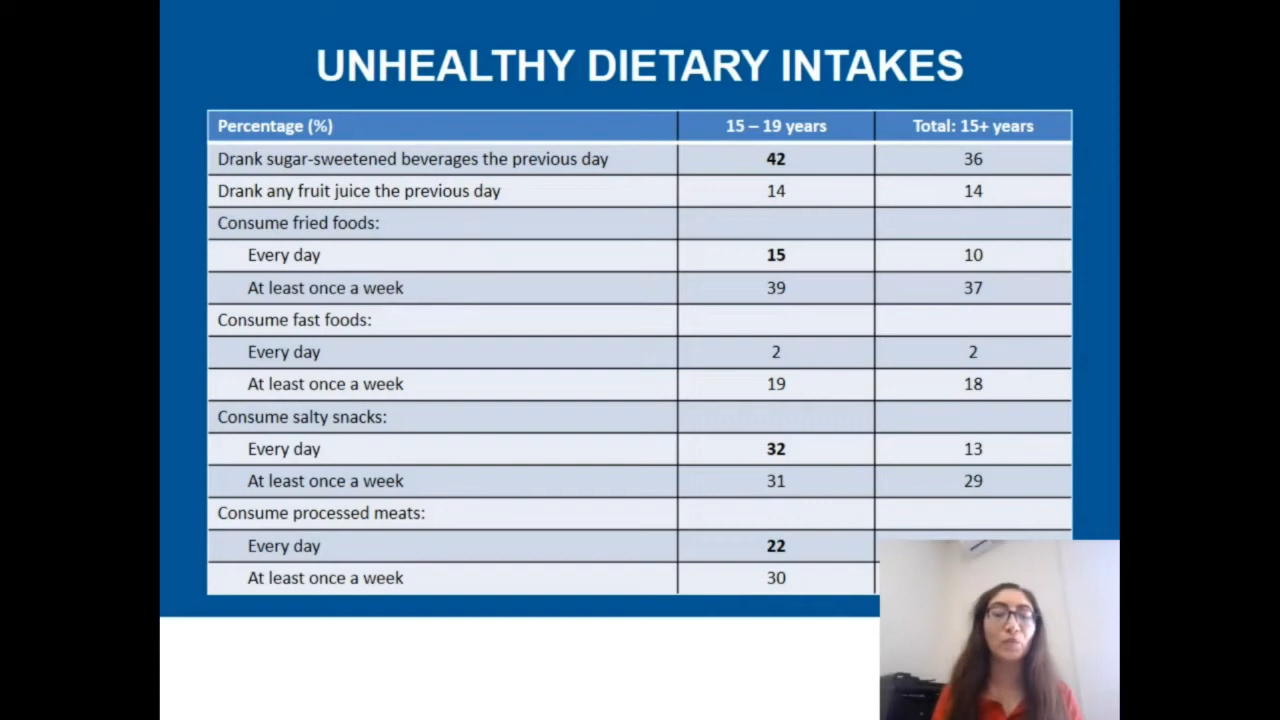 UNHEALTHY DIETARY INTAKES
Percentage (%) 15 – 19 years Total: 15+ years
Drank sugar-sweetened beverages the previous day 42 36
Drank any fruit juice the previous day 14 14
Consume fried foods:
Every day 15 10
At least once a week 39 37
Consume fast foods:
Every day 2 2
At least once a week 19 18
Consume salty snacks:
Every day 32 13
At least once a week 31 29
Consume processed meats:
Every day 22
At least once a week 30